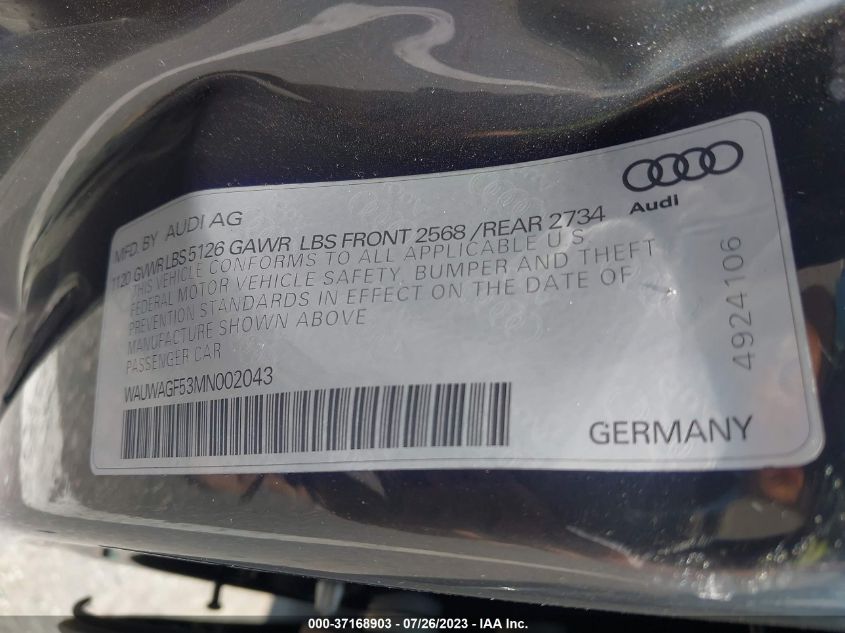 Audi
MFD. BY AUDI AG
1120 GVWR LBS 5126 GAWR LBS FRONT 2568 /REAR 2734
THIS VEHICLE CONFORMS TO ALL APPLICABLE U.S.
FEDERAL MOTOR VEHICLE SAFETY, BUMPER AND THEFT
PREVENTION STANDARDS IN EFFECT ON THE DATE OF
MANUFACTURE SHOWN ABOVE
PASSENGER CAR
WAUWAGF53MN002043
4924106
GERMANY
000-37168903 / 07/26/2023 - IAA Inc.